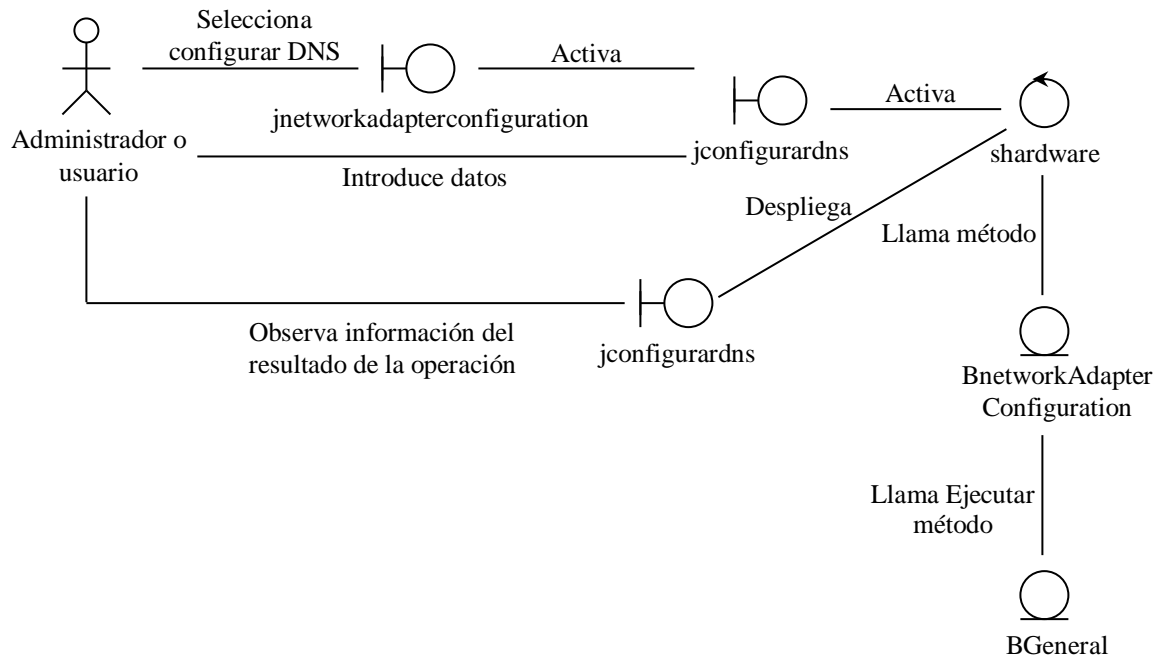 Selecciona
configurar DNS
Activa
jnetworkadapterconfiguration
Activa
Administrador o
usuario
jconfigurardns
shardware
Introduce datos
Despliega
Llama método
Observa información del
resultado de la operación
jconfigurardns
BnetworkAdapter
Configuration
Llama Ejecutar
método
BGeneral